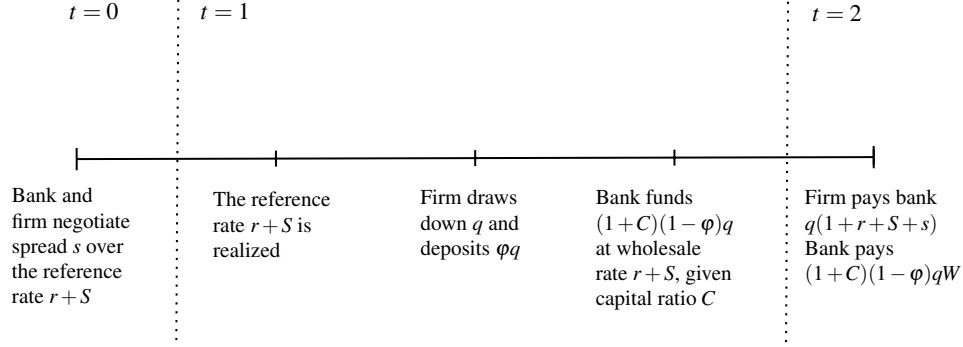 t = 0
t = 1
t = 2
Bank and
firm negotiate
spread s over
the reference
rate r + S
The reference
rate r + S is
realized
Firm draws
down q and
deposits φq
Bank funds
(1 + C)(1 − φ)q
at wholesale
rate r + S, given
capital ratio C
Firm pays bank
q(1 + r + S + s)
Bank pays
(1 + C)(1 − φ)qW